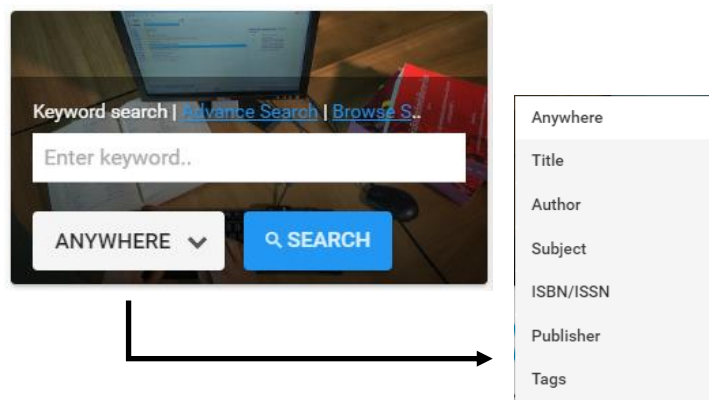 Keyword search | Advance Search | Browse S..
Enter keyword..
ANYWHERE
SEARCH
Anywhere
Title
Author
Subject
ISBN/ISSN
Publisher
Tags